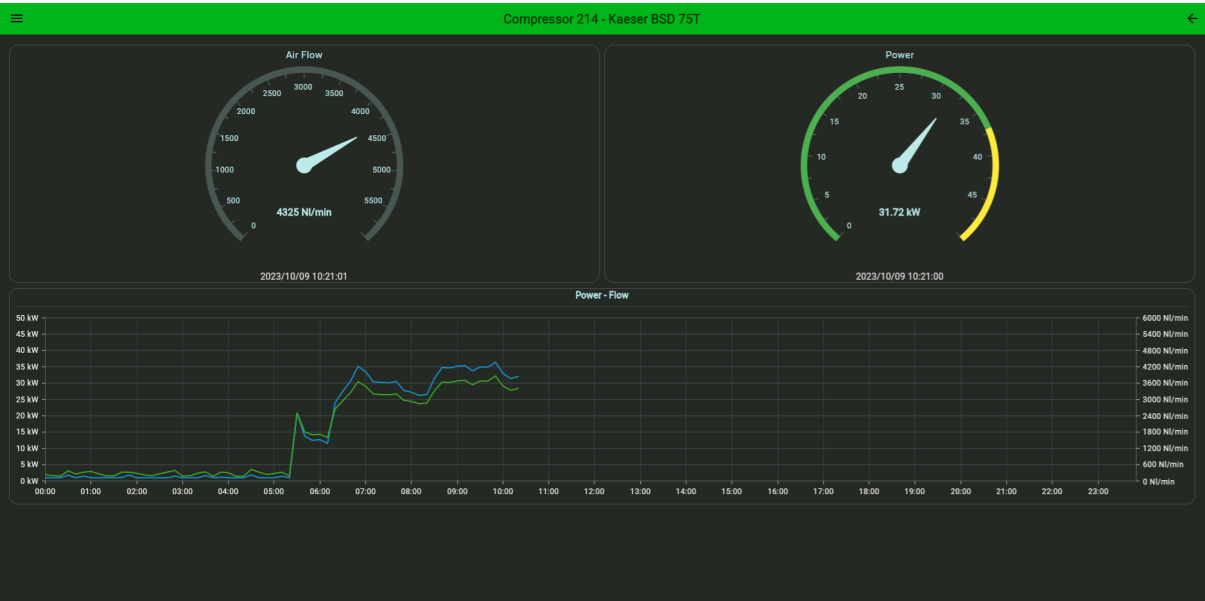 Compressor 214 - Kaeser BSD 75T
Air Flow
0
500
1000
1500
2000
2500
3000
3500
4000
4500
5000
5500
4325 Nl/min
2023/10/09 10:21:01
Power
0
5
10
15
20
25
30
35
40
45
31.72 kW
2023/10/09 10:21:00
Power - Flow
50 kW
45 kW
40 kW
35 kW
30 kW
25 kW
20 kW
15 kW
10 kW
5 kW
0 kW
6000 Nl/min
5400 Nl/min
4800 Nl/min
4200 Nl/min
3600 Nl/min
3000 Nl/min
2400 Nl/min
1800 Nl/min
1200 Nl/min
600 Nl/min
0 Nl/min
00:00 01:00 02:00 03:00 04:00 05:00 06:00 07:00 08:00 09:00 10:00 11:00 12:00 13:00 14:00 15:00 16:00 17:00 18:00 19:00 20:00 21:00 22:00 23:00